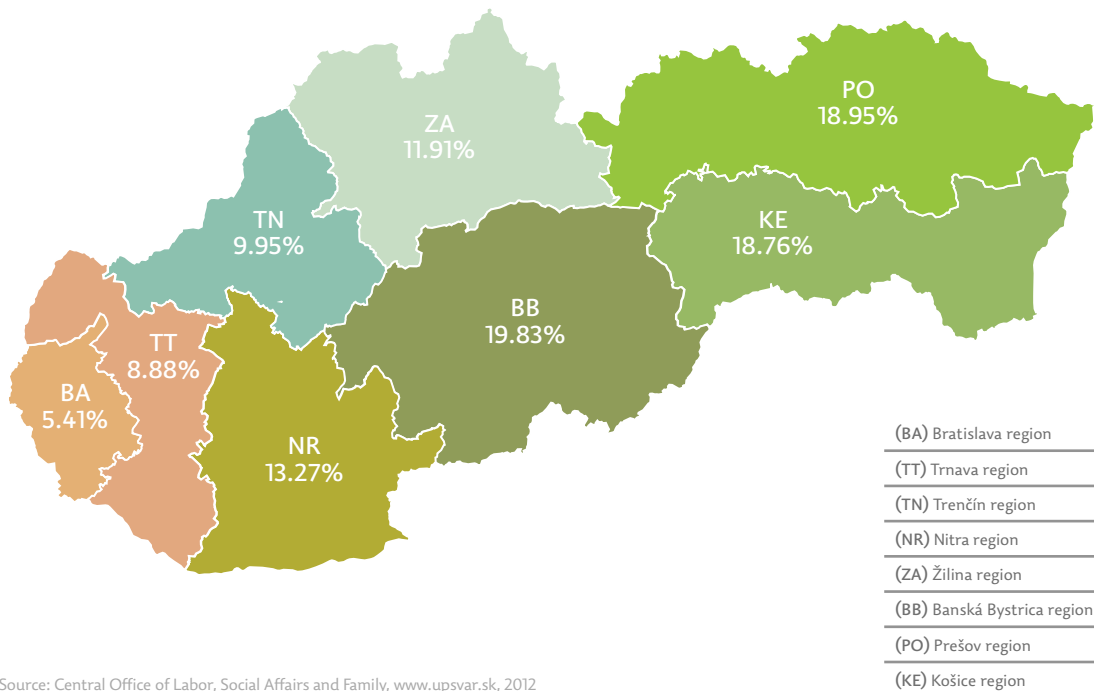 PO
18.95%
ZA
11.91%
TN
9.95%
KE
18.76%
BB
19.83%
TT
8.88%
BA
5.41%
NR
13.27%
(BA) Bratislava region
(TT) Trnava region
(TN) Trenčín region
(NR) Nitra region
(ZA) Žilina region
(BB) Banská Bystrica region
(PO) Prešov region
(KE) Košice region
Source: Central Office of Labor, Social Affairs and Family, www.upsvar.sk, 2012